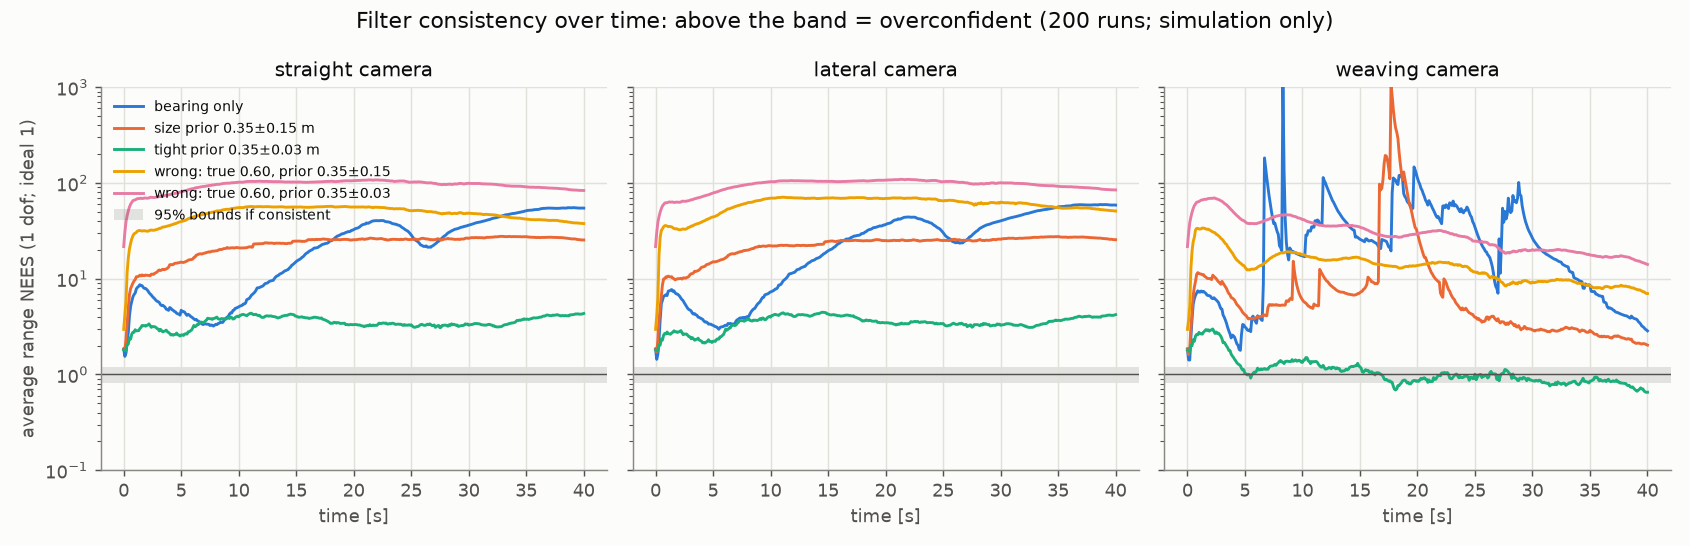 Filter consistency over time: above the band = overconfident (200 runs; simulation only)
straight camera
lateral camera
weaving camera
average range NEES (1 dof; ideal 1)
10³
10²
10¹
10⁰
10⁻¹
bearing only
size prior 0.35±0.15 m
tight prior 0.35±0.03 m
wrong: true 0.60, prior 0.35±0.15
wrong: true 0.60, prior 0.35±0.03
95% bounds if consistent
0 5 10 15 20 25 30 35 40
0 5 10 15 20 25 30 35 40
0 5 10 15 20 25 30 35 40
time [s]
time [s]
time [s]